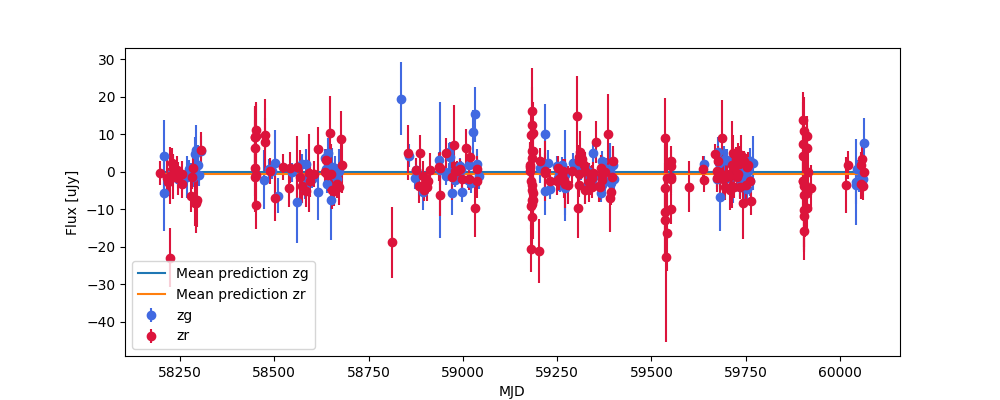 30
20
10
0
−10
−20
−30
−40
Flux [uJy]
Mean prediction zg
Mean prediction zr
zg
zr
58250 58500 58750 59000 59250 59500 59750 60000
MJD